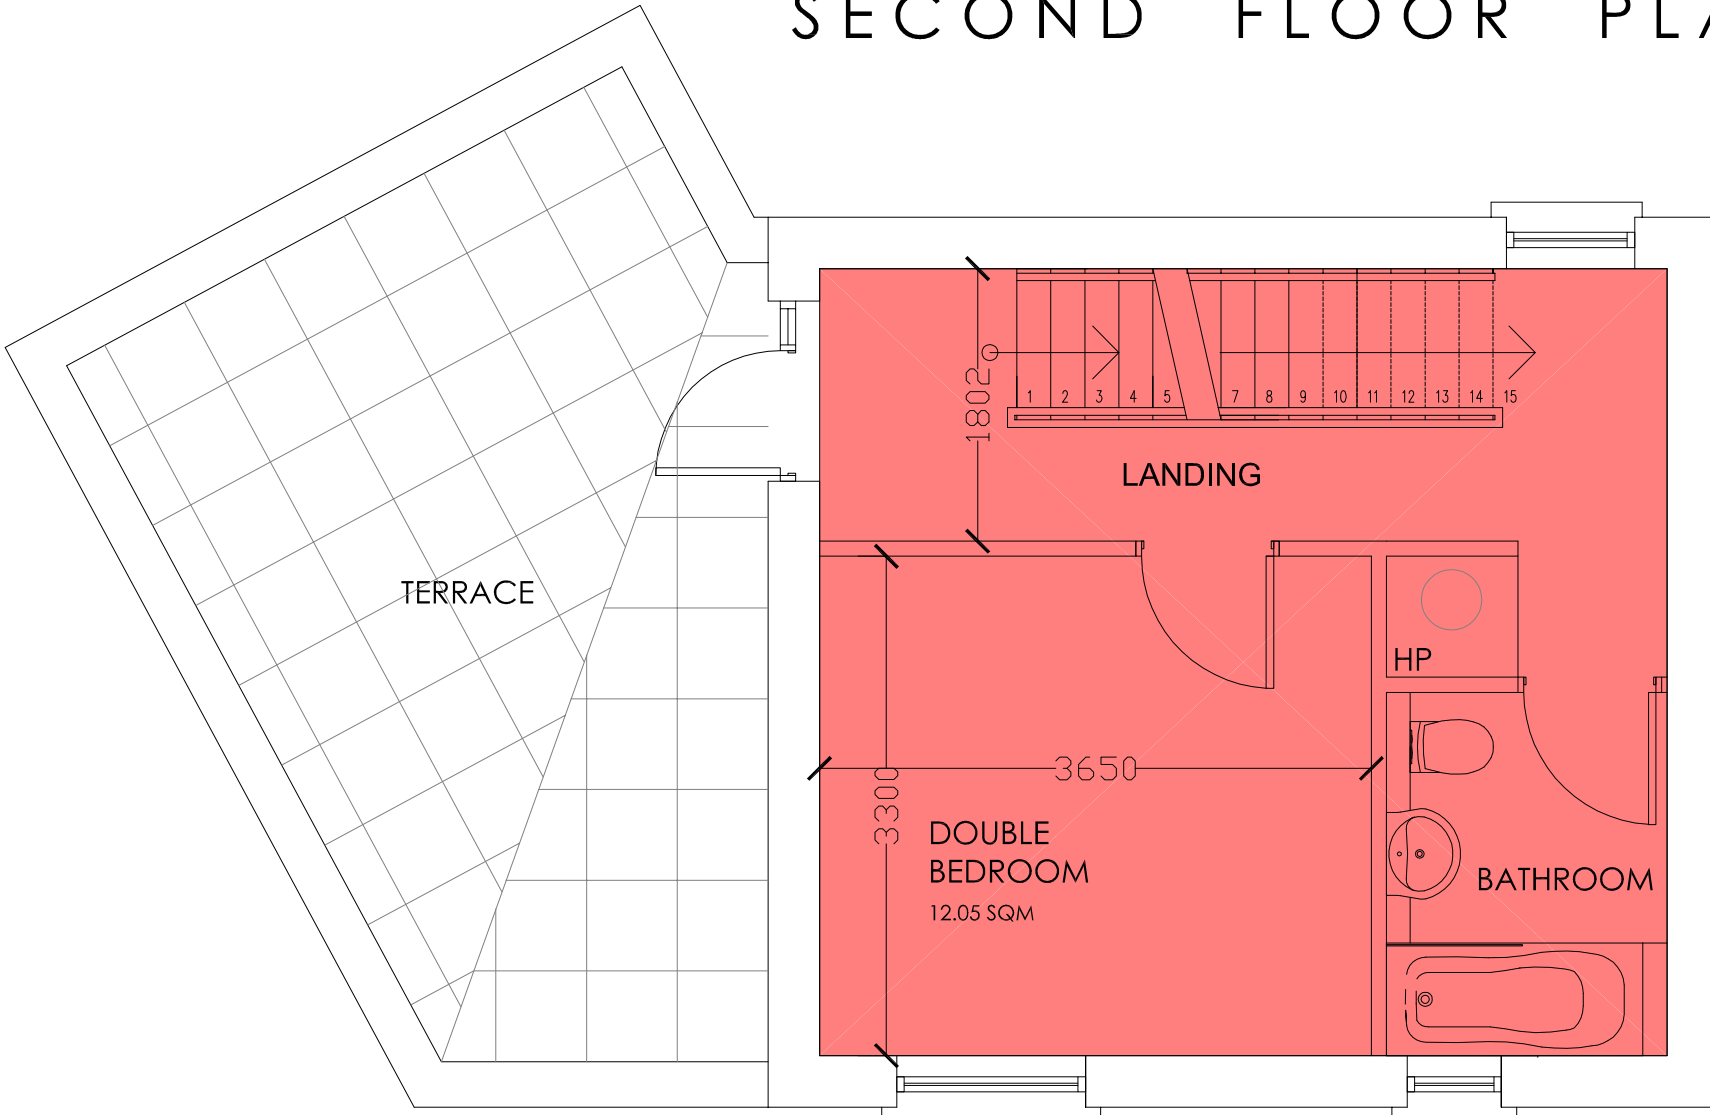 SECOND FLOOR PLA
1802
1 2 3 4 5 7 8 9 10 11 12 13 14 15
LANDING
TERRACE
HP
3650
3300
DOUBLE
BEDROOM
12.05 SQM
BATHROOM